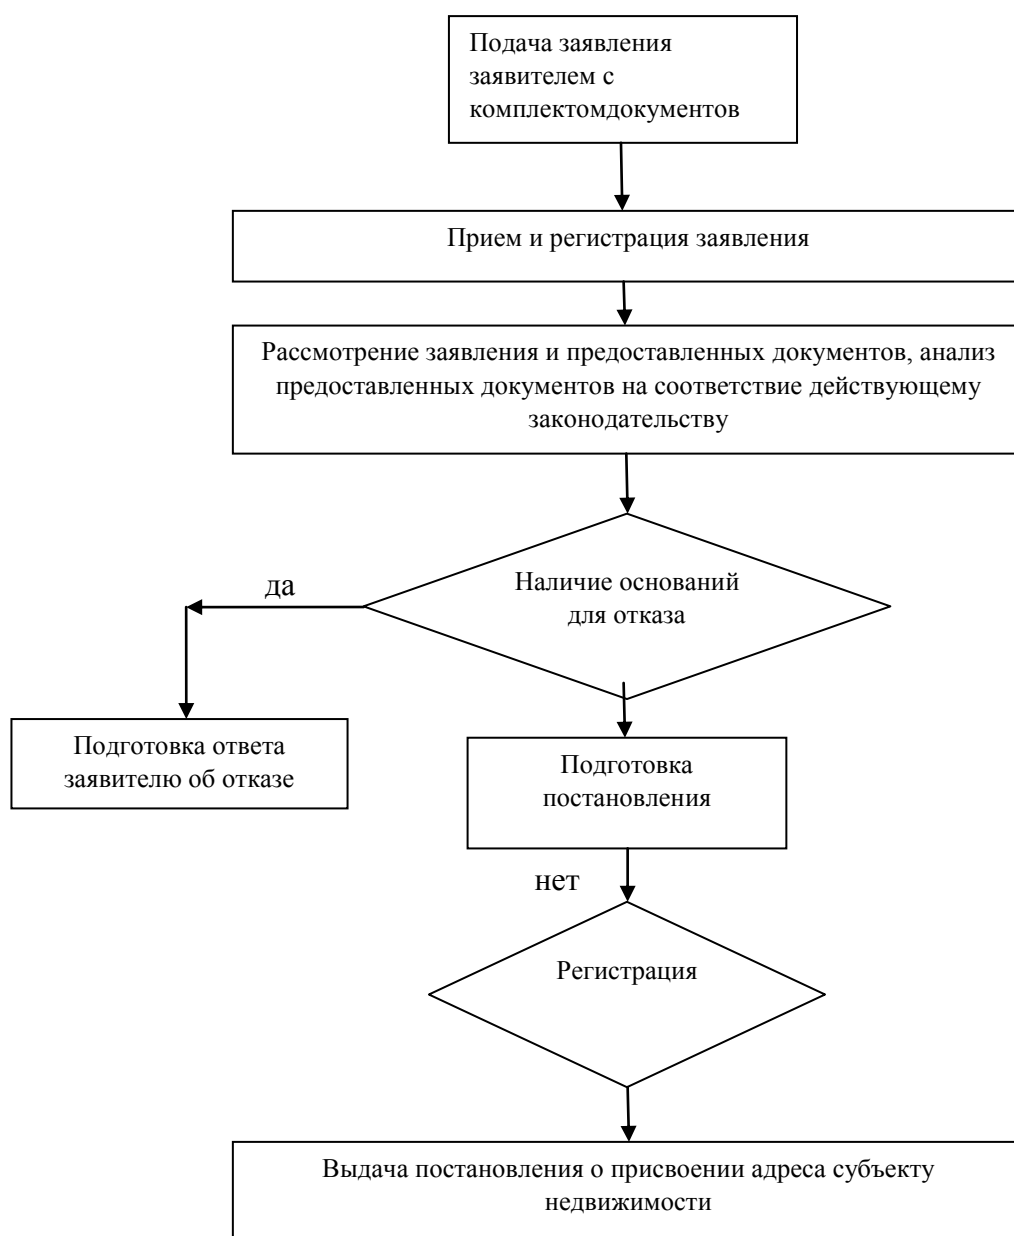 Подача заявления
заявителем с
комплектомдокументов
Прием и регистрация заявления
Рассмотрение заявления и предоставленных документов, анализ
предоставленных документов на соответствие действующему
законодательству
Наличие оснований
для отказа
да
Подготовка ответа
заявителю об отказе
Подготовка
постановления
нет
Регистрация
Выдача постановления о присвоении адреса субъекту
недвижимости